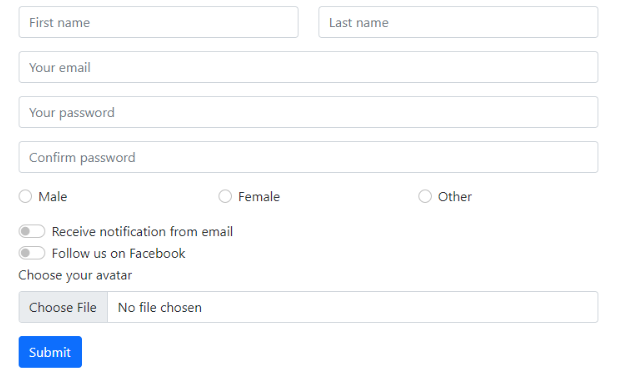 First name Last name
Your email
Your password
Confirm password
Male Female Other
Receive notification from email
Follow us on Facebook
Choose your avatar
Choose File No file chosen
Submit